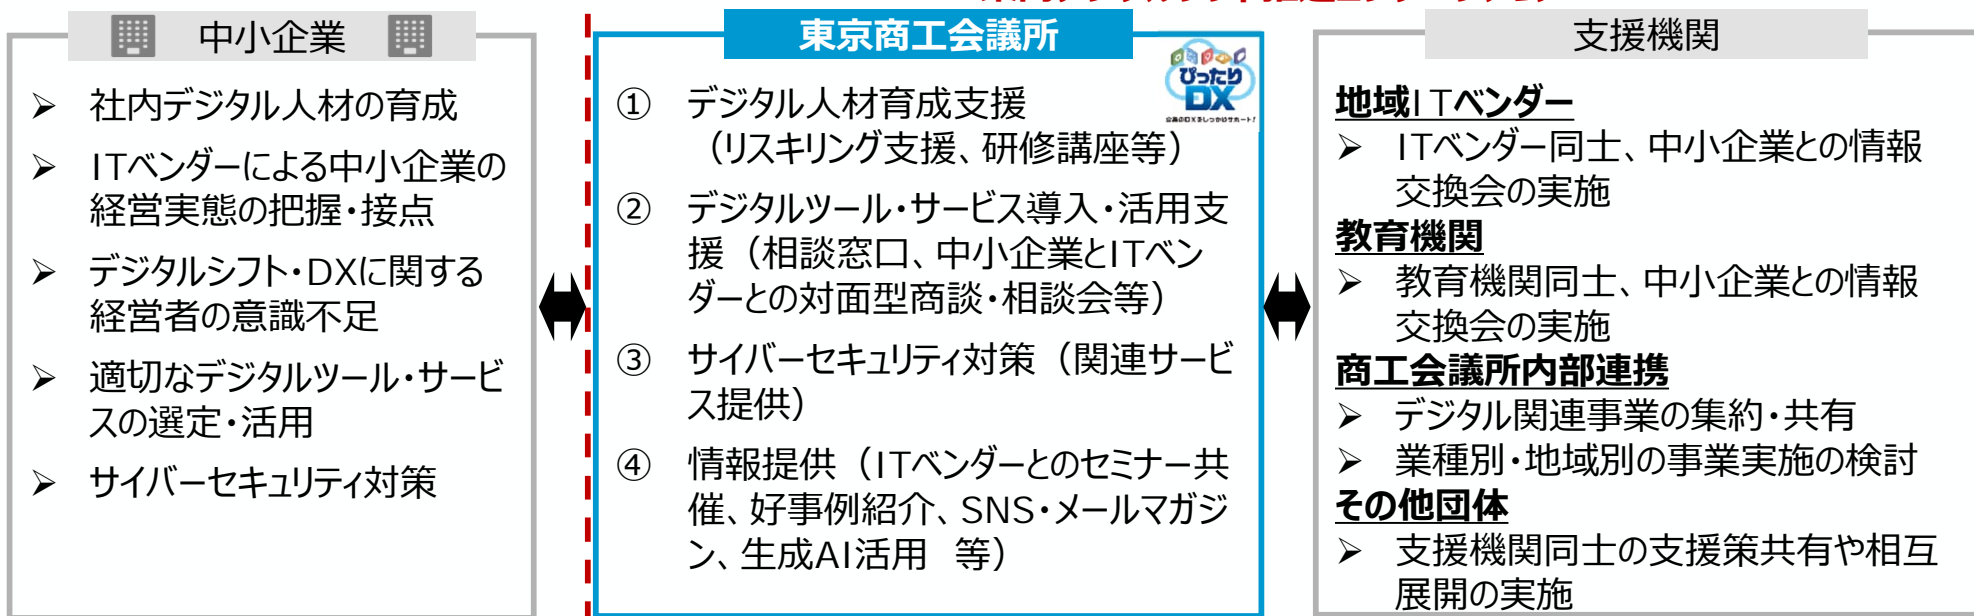 中小企業
➢ 社内デジタル人材の育成
➢ ITベンダーによる中小企業の
経営実態の把握・接点
➢ デジタルシフト・DXに関する
経営者の意識不足
➢ 適切なデジタルツール・サービ
スの選定・活用
➢ サイバーセキュリティ対策
東京商工会議所
ぴったり
DX
① デジタル人材育成支援
（リスキリング支援、研修講座等）
② デジタルツール・サービス導入・活用支
援（相談窓口、中小企業とITベン
ダーとの対面型商談・相談会等）
③ サイバーセキュリティ対策（関連サービ
ス提供）
④ 情報提供（ITベンダーとのセミナー共
催、好事例紹介、SNS・メールマガジ
ン、生成AI活用　等）
支援機関
地域ITベンダー
➢ ITベンダー同士、中小企業との情報
交換会の実施
教育機関
➢ 教育機関同士、中小企業との情報
交換会の実施
商工会議所内部連携
➢ デジタル関連事業の集約・共有
➢ 業種別・地域別の事業実施の検討
その他団体
➢ 支援機関同士の支援策共有や相互
展開の実施